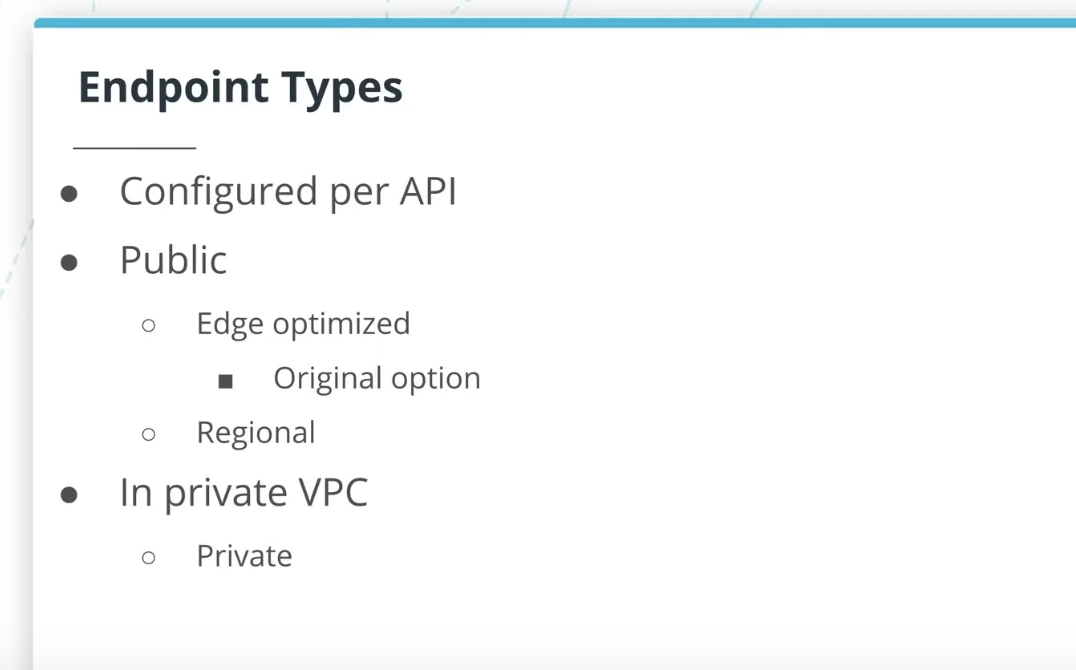 Endpoint Types
● Configured per API
● Public
○ Edge optimized
■ Original option
○ Regional
● In private VPC
○ Private